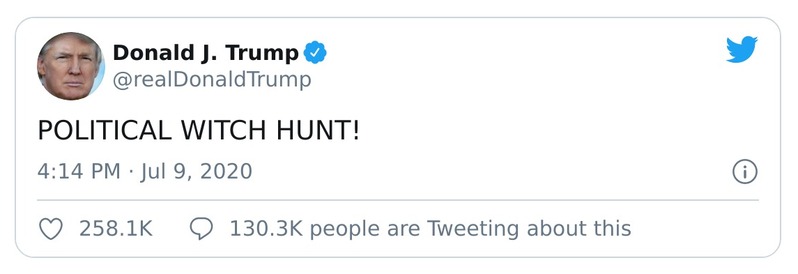 Donald J. Trump
@realDonaldTrump
POLITICAL WITCH HUNT!
4:14 PM · Jul 9, 2020
258.1K 130.3K people are Tweeting about this